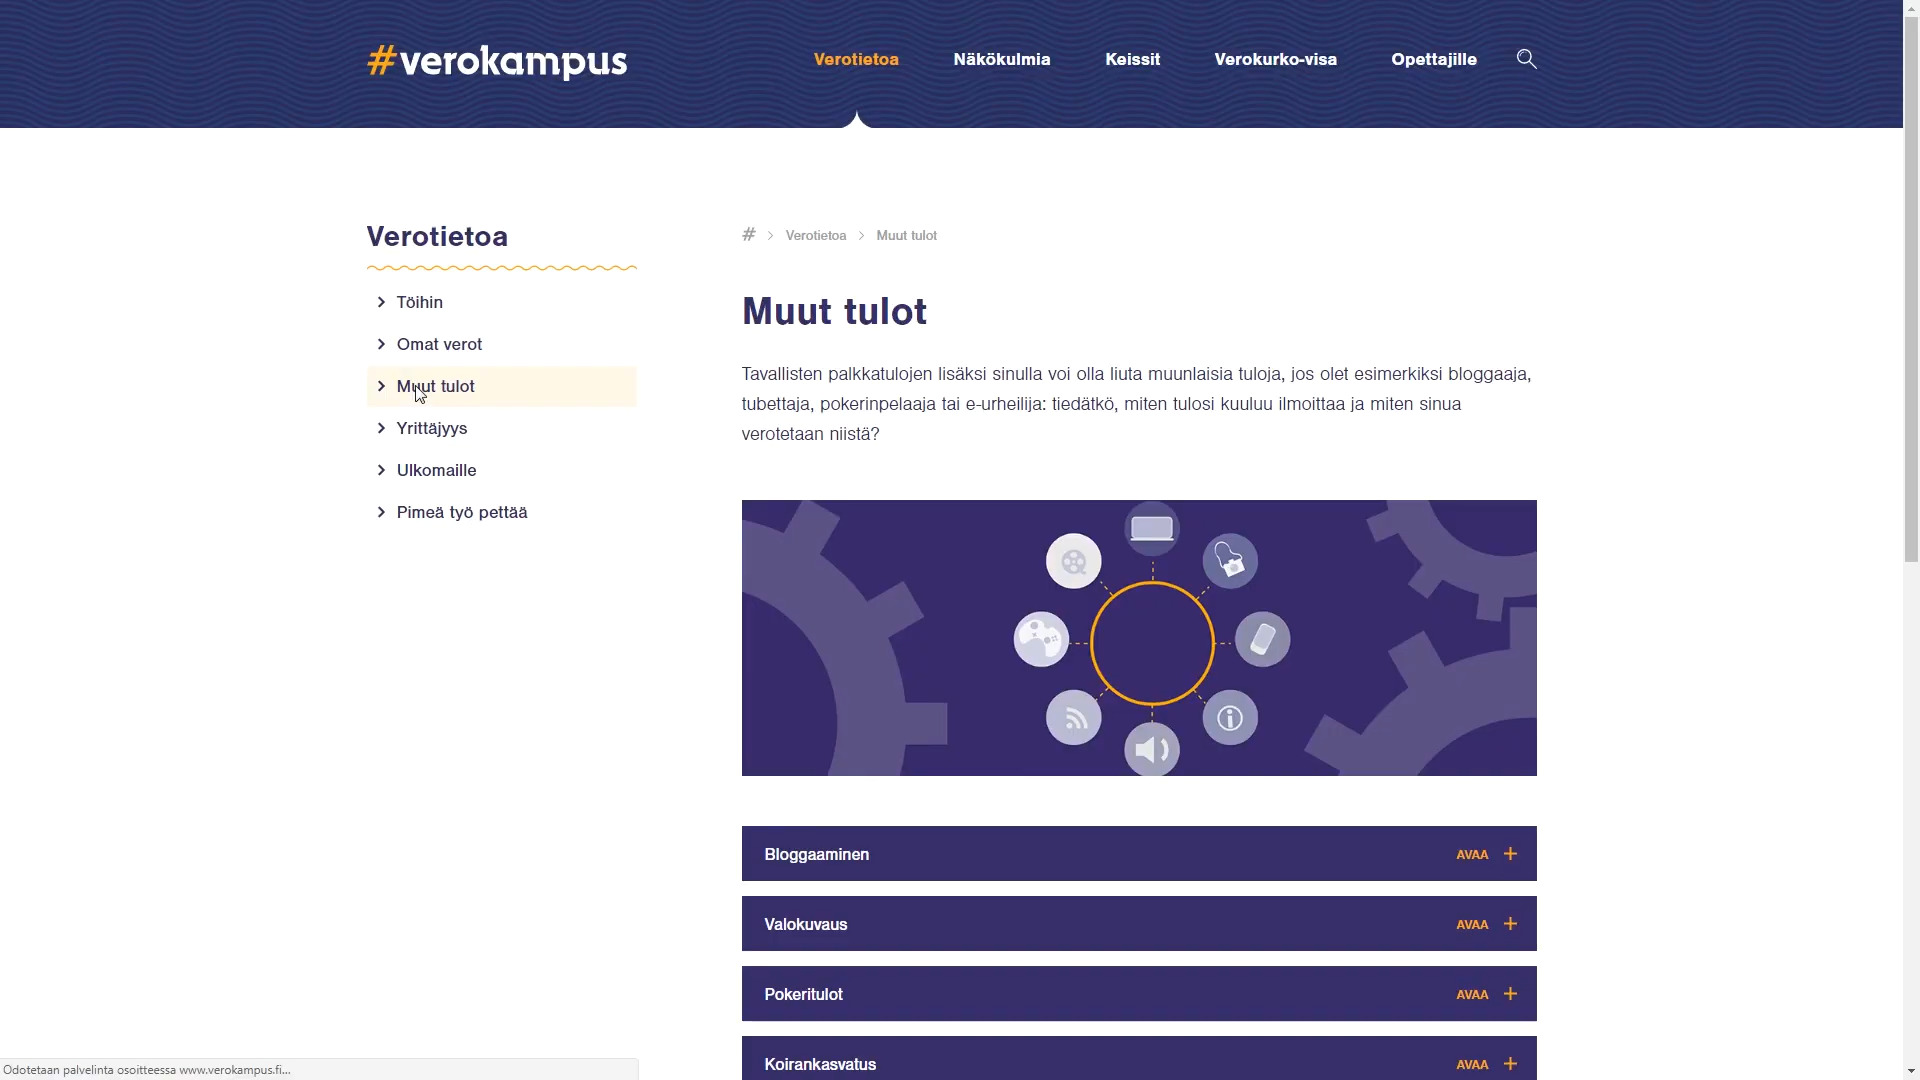 #verokampus
Verotietoa
Näkökulmia
Keissit
Verokurko-visa
Opettajille
Verotietoa
Töihin
Omat verot
Muut tulot
Yrittäjyys
Ulkomaille
Pimeä työ pettää
# > Verotietoa > Muut tulot
Muut tulot
Tavallisten palkkatulojen lisäksi sinulla voi olla liuta muunlaisia tuloja, jos olet esimerkiksi bloggaaja,
tubettaja, pokerinpelaaja tai e-urheilija: tiedätkö, miten tulosi kuuluu ilmoittaa ja miten sinua
verotetaan niistä?
Bloggaaminen AVAA +
Valokuvaus AVAA +
Pokeritulot AVAA +
Koirankasvatus AVAA +
Odotetaan palvelinta osoitteessa www.verokampus.fi...